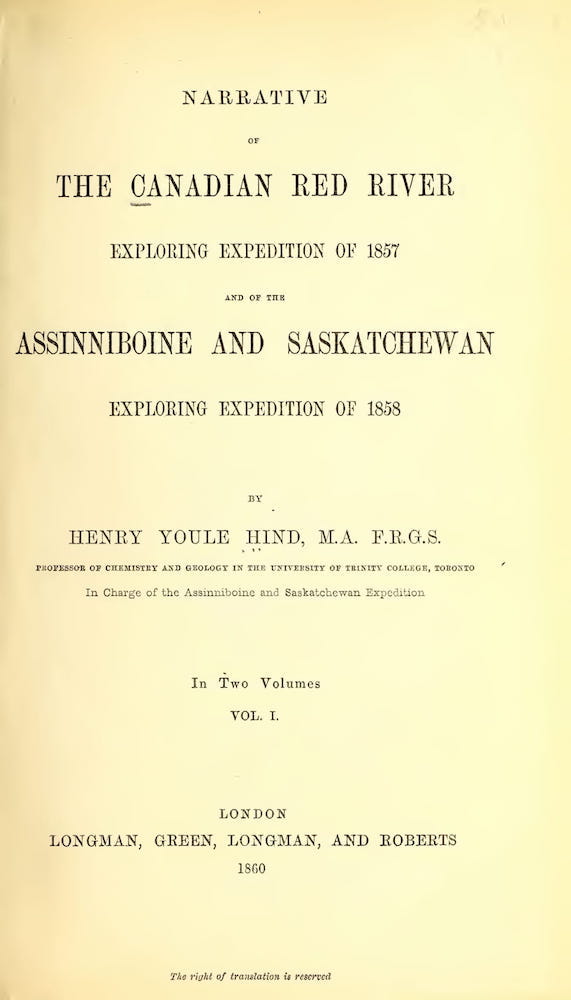 NARRATIVE
OF
THE CANADIAN RED RIVER
EXPLORING EXPEDITION OF 1857
AND OF THE
ASSINNIBOINE AND SASKATCHEWAN
EXPLORING EXPEDITION OF 1858
BY
HENRY YOULE HIND, M.A. F.R.G.S.
PROFESSOR OF CHEMISTRY AND GEOLOGY IN THE UNIVERSITY OF TRINITY COLLEGE, TORONTO
In Charge of the Assinniboine and Saskatchewan Expedition
In Two Volumes
VOL. I.
LONDON
LONGMAN, GREEN, LONGMAN, AND ROBERTS
1860
The right of translation is reserved